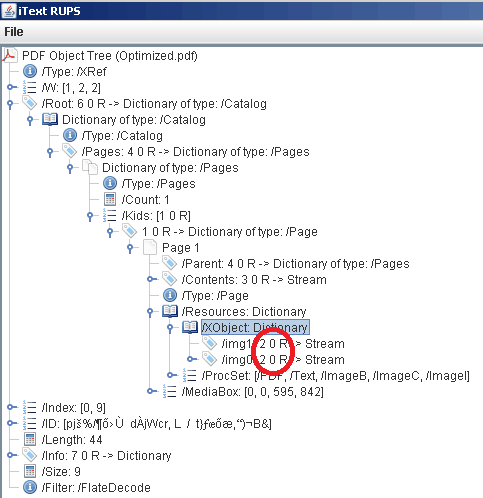 iText RUPS
File
PDF Object Tree (Optimized.pdf)
/Type: /XRef
/W: [1, 2, 2]
/Root: 6 0 R -> Dictionary of type: /Catalog
Dictionary of type: /Catalog
/Type: /Catalog
/Pages: 4 0 R -> Dictionary of type: /Pages
Dictionary of type: /Pages
/Type: /Pages
/Count: 1
/Kids: [1 0 R]
1 0 R -> Dictionary of type: /Page
Page 1
/Parent: 4 0 R -> Dictionary of type: /Pages
/Contents: 3 0 R -> Stream
/Type: /Page
/Resources: Dictionary
/XObject: Dictionary
/img1: 2 0 R -> Stream
/img0: 2 0 R -> Stream
/ProcSet: [/PDF, /Text, /ImageB, /ImageC, /ImageI]
/MediaBox: [0, 0, 595, 842]
/Index: [0, 9]
/ID:
/Length: 44
/Info: 7 0 R -> Dictionary
/Size: 9
/Filter: /FlateDecode